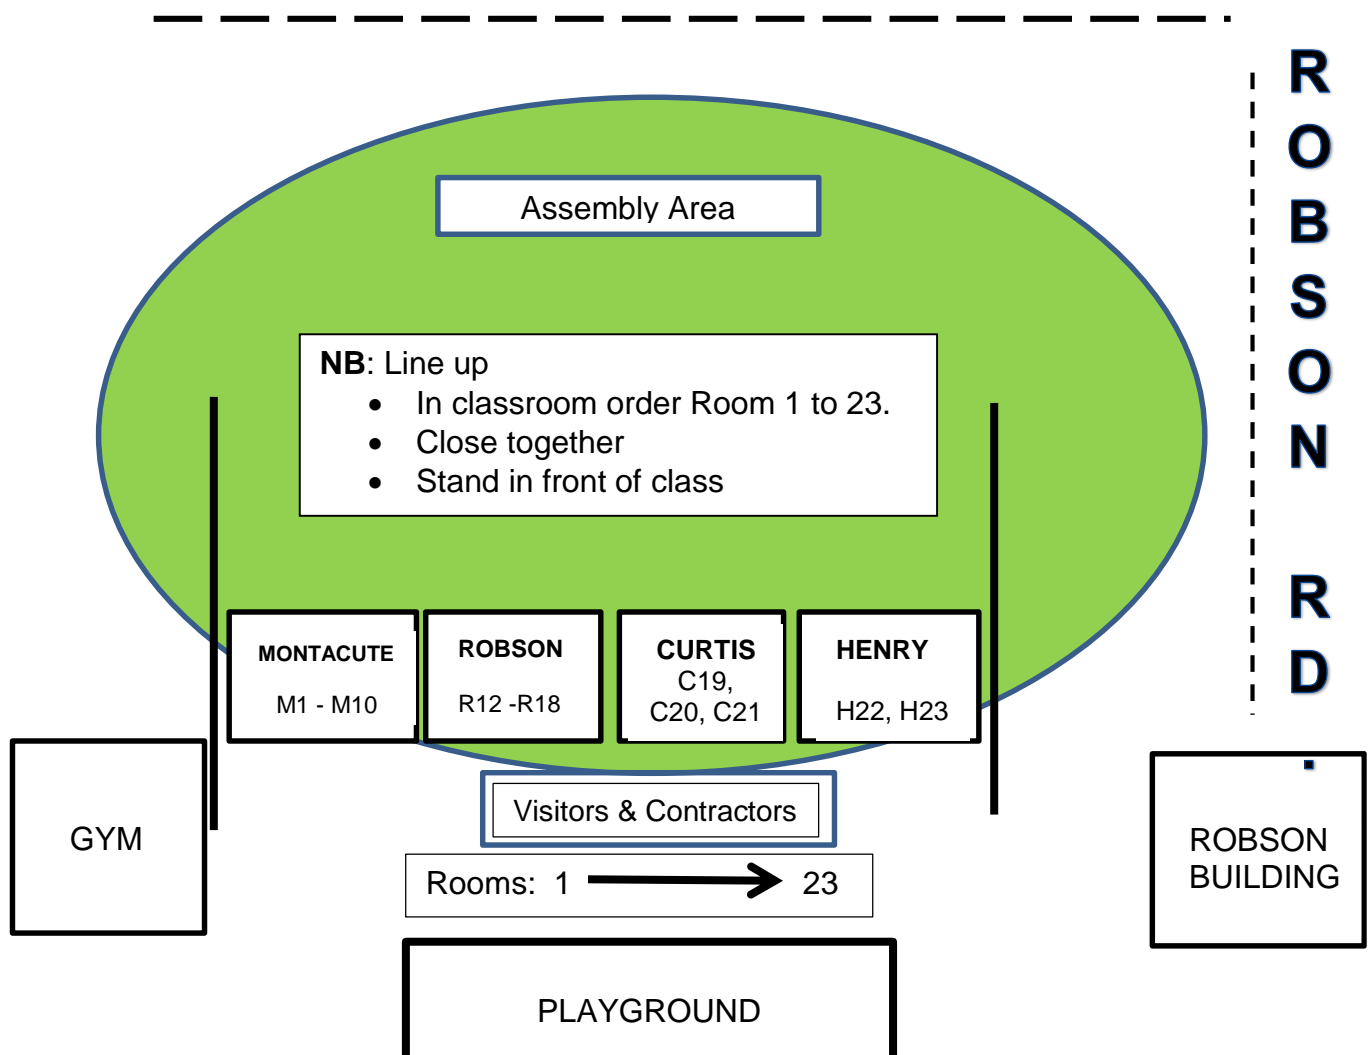 Assembly Area
NB: Line up
• In classroom order Room 1 to 23.
• Close together
• Stand in front of class
MONTACUTE
M1 - M10
ROBSON
R12 -R18
CURTIS
C19,
C20, C21
HENRY
H22, H23
Visitors & Contractors
Rooms: 1 23
GYM
PLAYGROUND
ROBSON
BUILDING
ROBSON RD